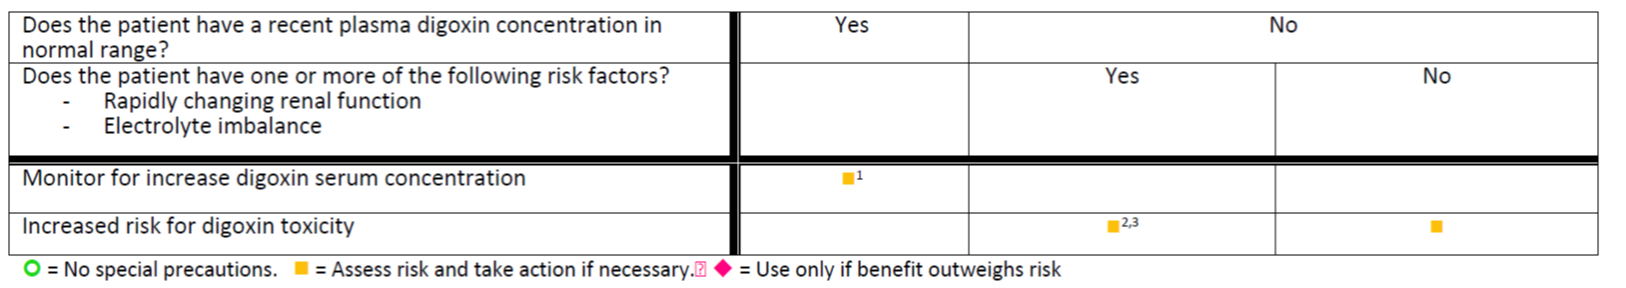 Does the patient have a recent plasma digoxin concentration in Yes No
normal range?
Does the patient have one or more of the following risk factors? Yes No
- Rapidly changing renal function
- Electrolyte imbalance
Monitor for increase digoxin serum concentration ■1
Increased risk for digoxin toxicity ■2,3 ■
= No special precautions. ■ = Assess risk and take action if necessary. ◆ = Use only if benefit outweighs risk